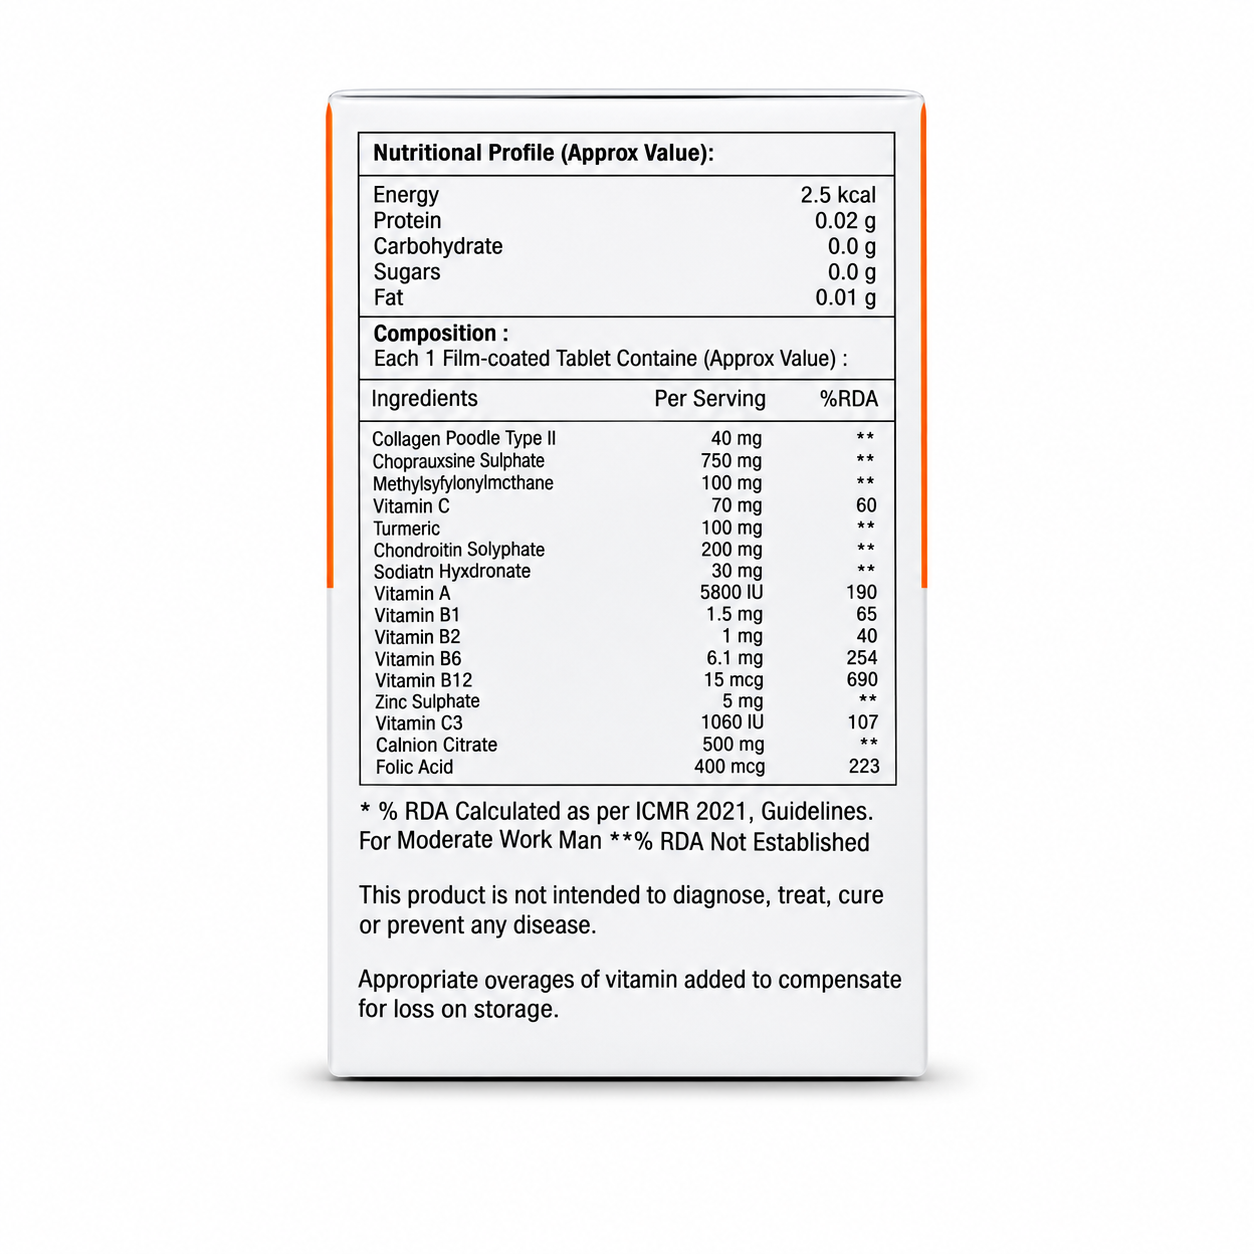 Nutritional Profile (Approx Value):
Energy 2.5 kcal
Protein 0.02 g
Carbohydrate 0.0 g
Sugars 0.0 g
Fat 0.01 g
Composition :
Each 1 Film-coated Tablet Containe (Approx Value) :
Ingredients Per Serving %RDA
Collagen Poodle Type II 40 mg **
Choprauxsine Sulphate 750 mg **
Methylsyfylonylmcthane 100 mg **
Vitamin C 70 mg 60
Turmeric 100 mg **
Chondroitin Solyphate 200 mg **
Sodiatn Hyxdronate 30 mg **
Vitamin A 5800 IU 190
Vitamin B1 1.5 mg 65
Vitamin B2 1 mg 40
Vitamin B6 6.1 mg 254
Vitamin B12 15 mcg 690
Zinc Sulphate 5 mg **
Vitamin C3 1060 IU 107
Calnion Citrate 500 mg **
Folic Acid 400 mcg 223
* % RDA Calculated as per ICMR 2021, Guidelines.
For Moderate Work Man **% RDA Not Established
This product is not intended to diagnose, treat, cure
or prevent any disease.
Appropriate overages of vitamin added to compensate
for loss on storage.